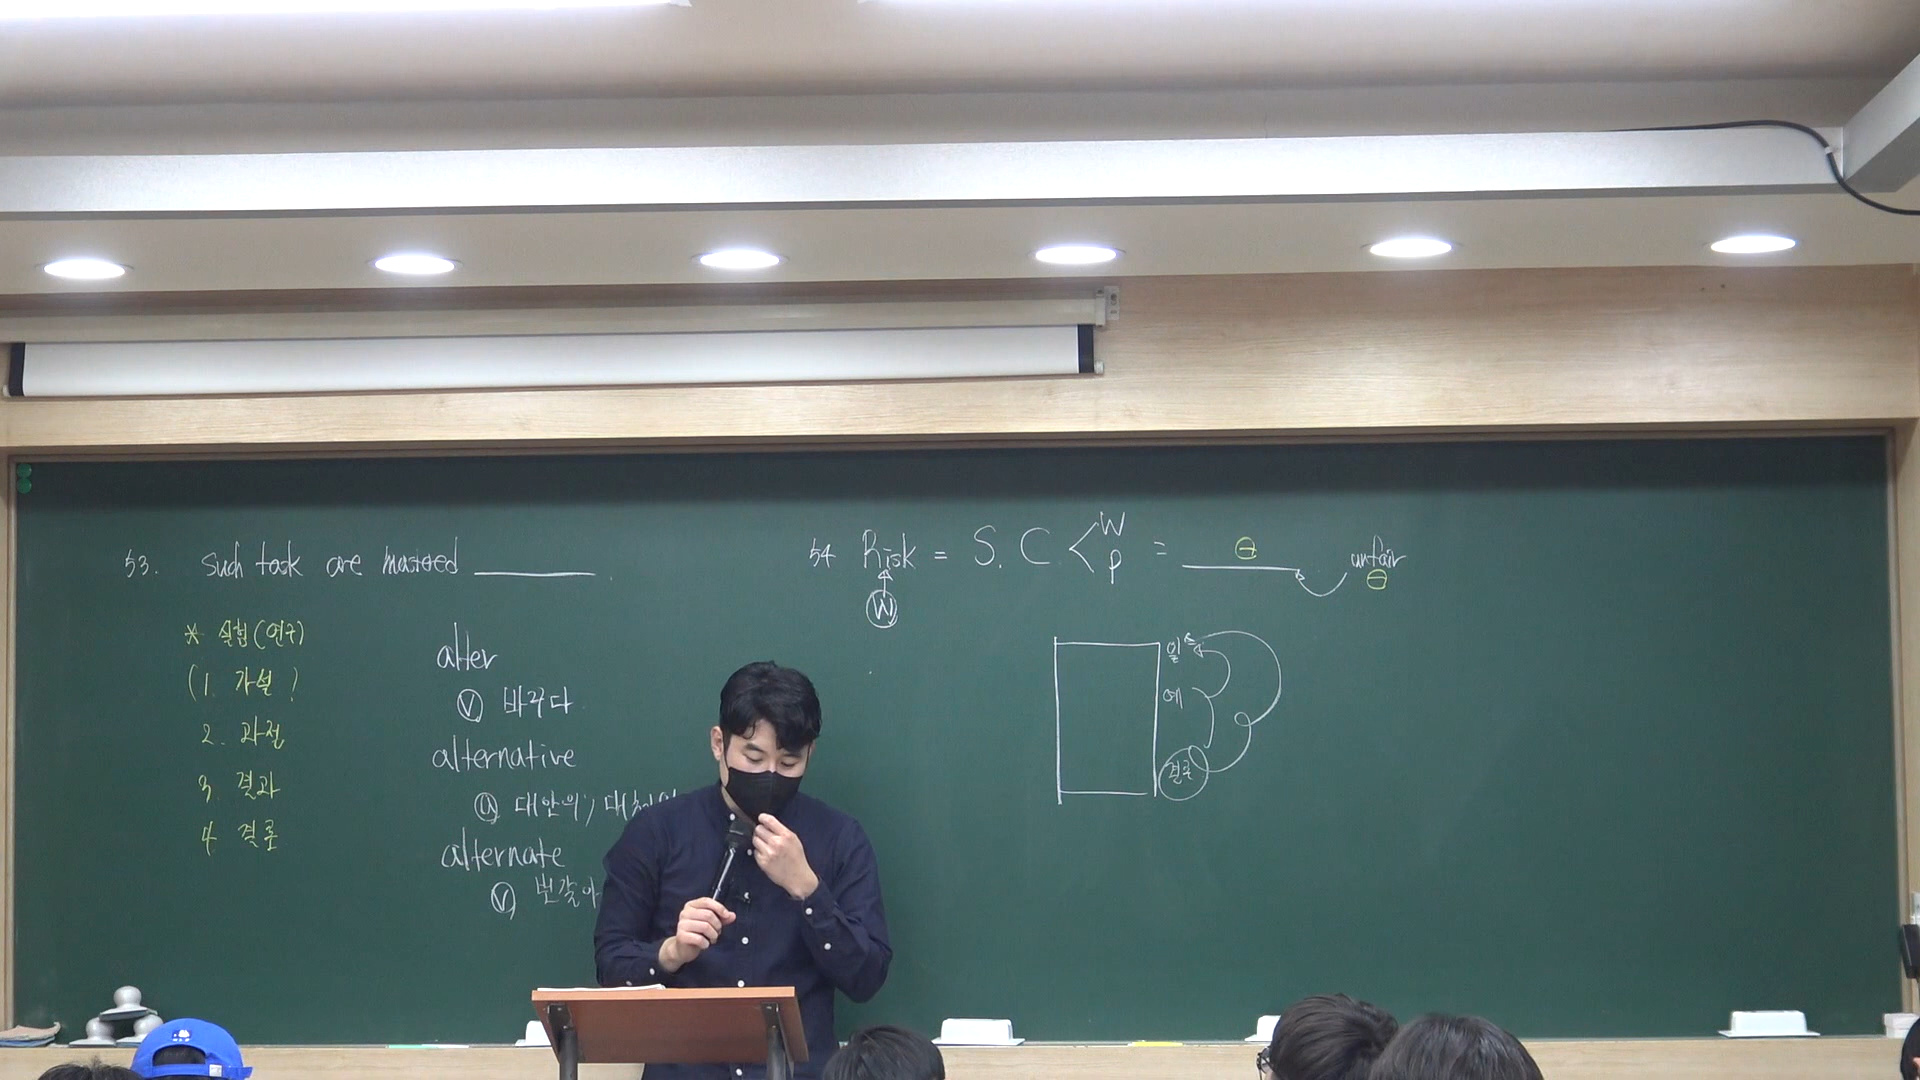 53. Such task are mastered ______.
* 실험(연구)
(1. 가설)
2. 과정
3. 결과
4. 결론
alter
ⓥ 바꾸다
alternative
ⓐ 대안의, 대체의
alternate
ⓥ 번갈아
54 Risk = S. C. < W P = ______ unfair
⊖
⊖
W
예
결론